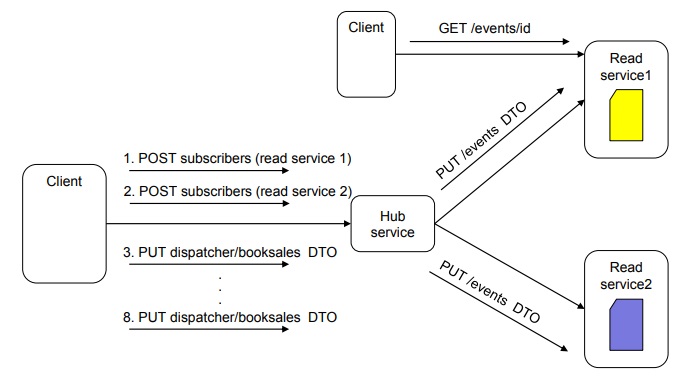 Client
GET /events/id
Read
service1
PUT /events DTO
1. POST subscribers (read service 1)
Client
2. POST subscribers (read service 2)
Hub
service
3. PUT dispatcher/booksales DTO
.
.
.
8. PUT dispatcher/booksales DTO
PUT /events DTO
Read
service2